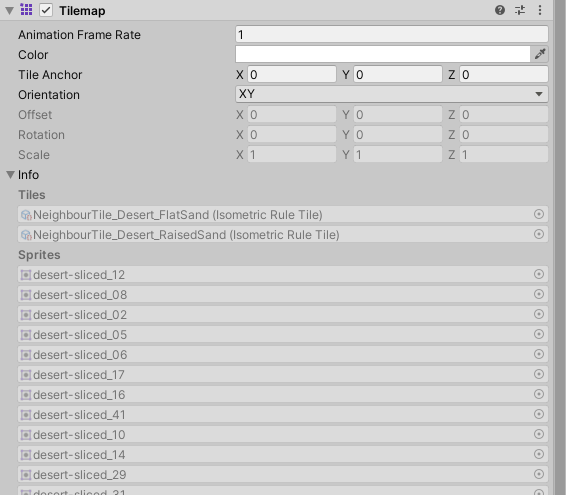 Tilemap
Animation Frame Rate 1
Color
Tile Anchor X 0 Y 0 Z 0
Orientation XY
Offset X 0 Y 0 Z 0
Rotation X 0 Y 0 Z 0
Scale X 1 Y 1 Z 1
Info
Tiles
NeighbourTile_Desert_FlatSand (Isometric Rule Tile)
NeighbourTile_Desert_RaisedSand (Isometric Rule Tile)
Sprites
desert-sliced_12
desert-sliced_08
desert-sliced_02
desert-sliced_05
desert-sliced_06
desert-sliced_17
desert-sliced_16
desert-sliced_41
desert-sliced_10
desert-sliced_14
desert-sliced_29
desert-sliced_31